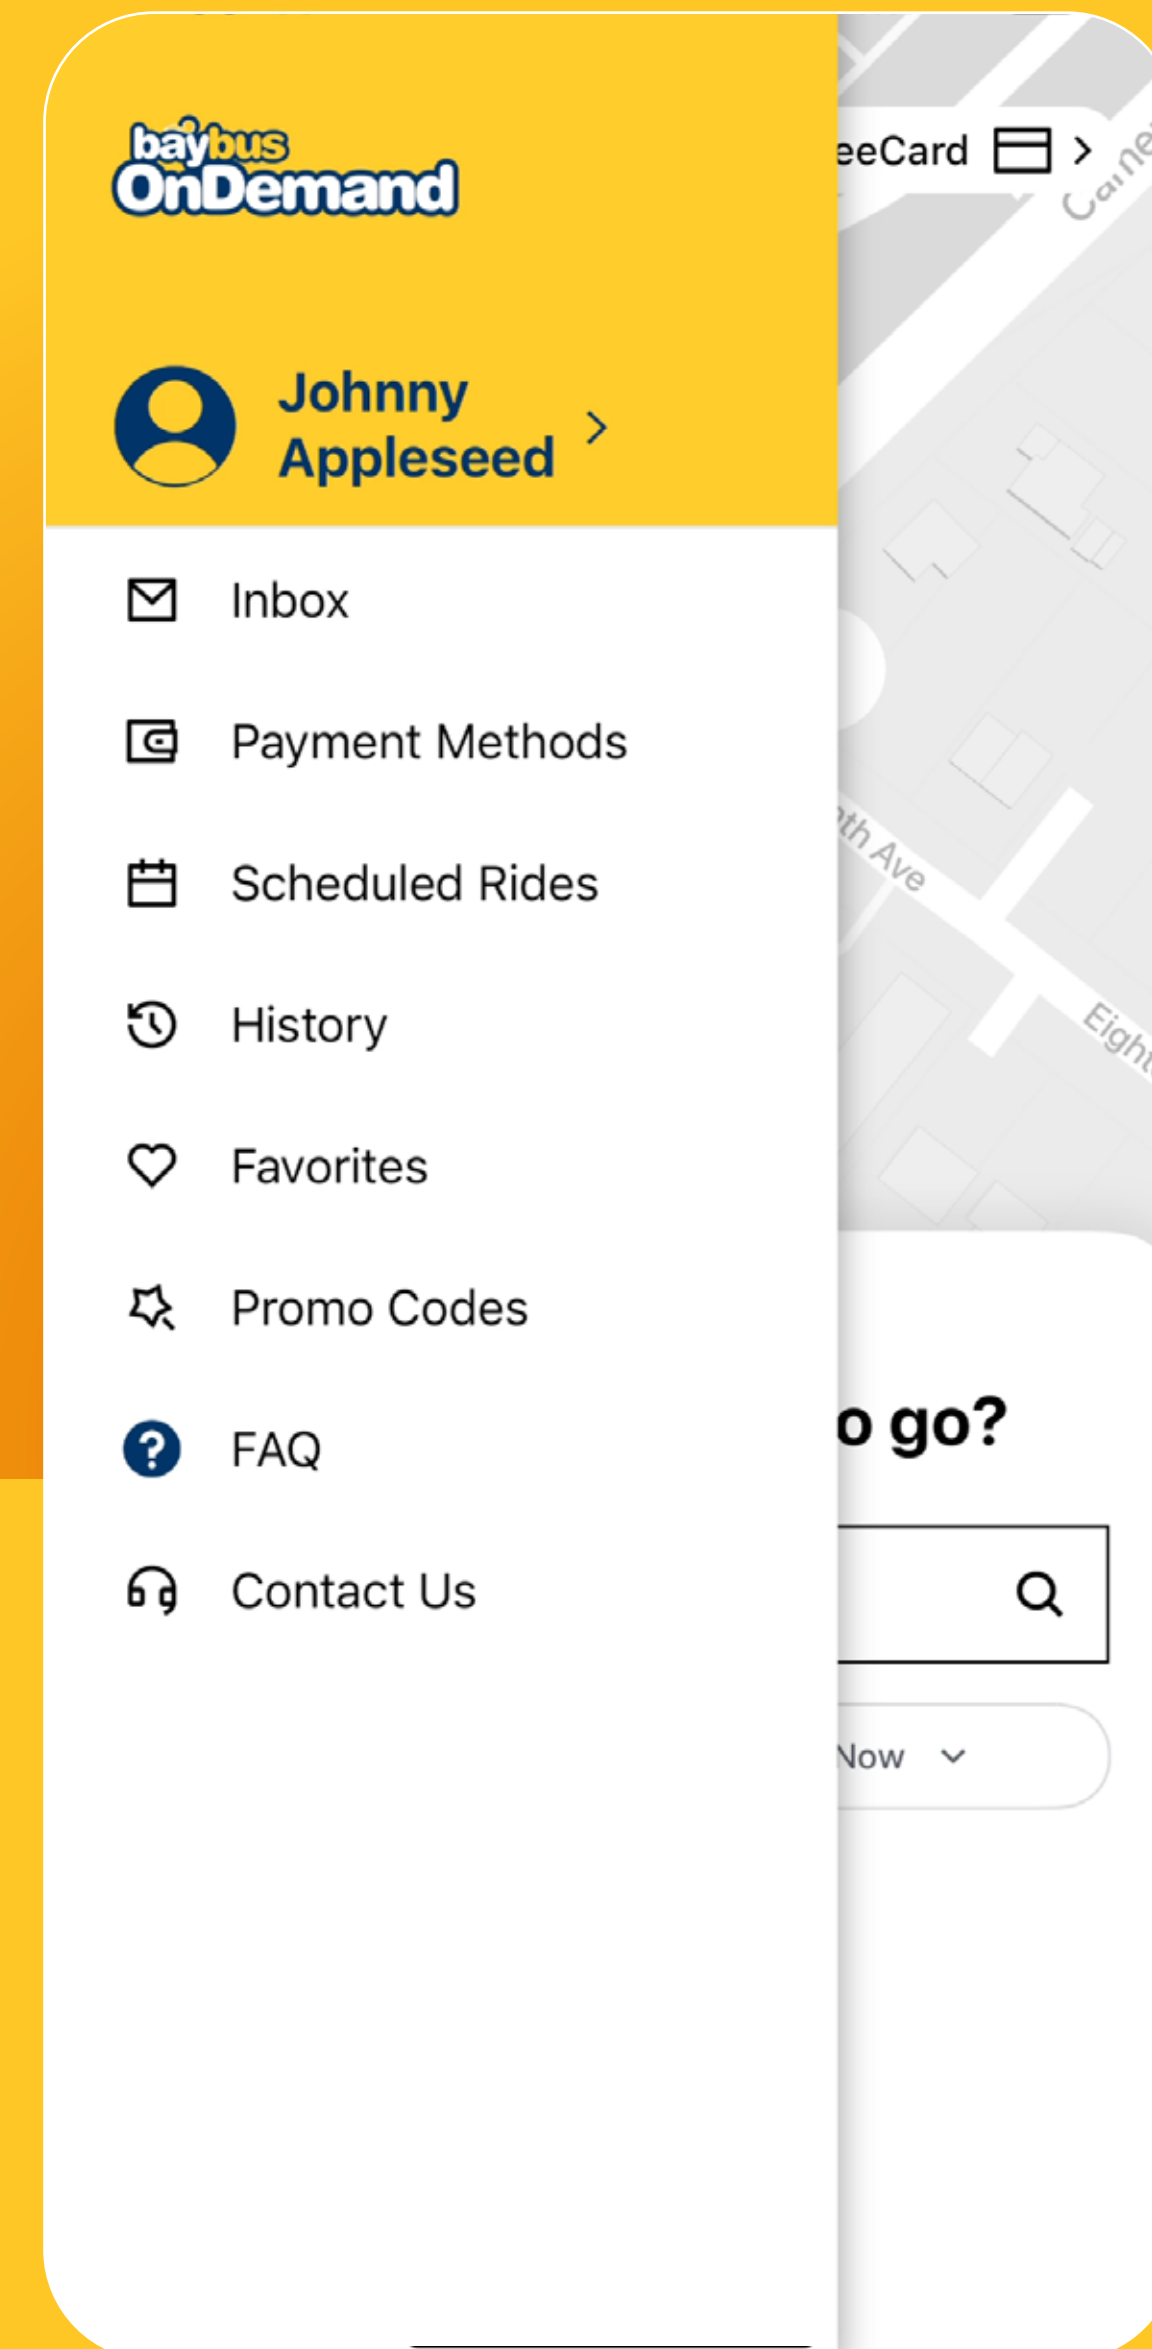 baybus
OnDemand
Johnny
Appleseed
Inbox
Payment Methods
Scheduled Rides
History
Favorites
Promo Codes
FAQ
Contact Us
eeCard
th Ave
o go?
Now